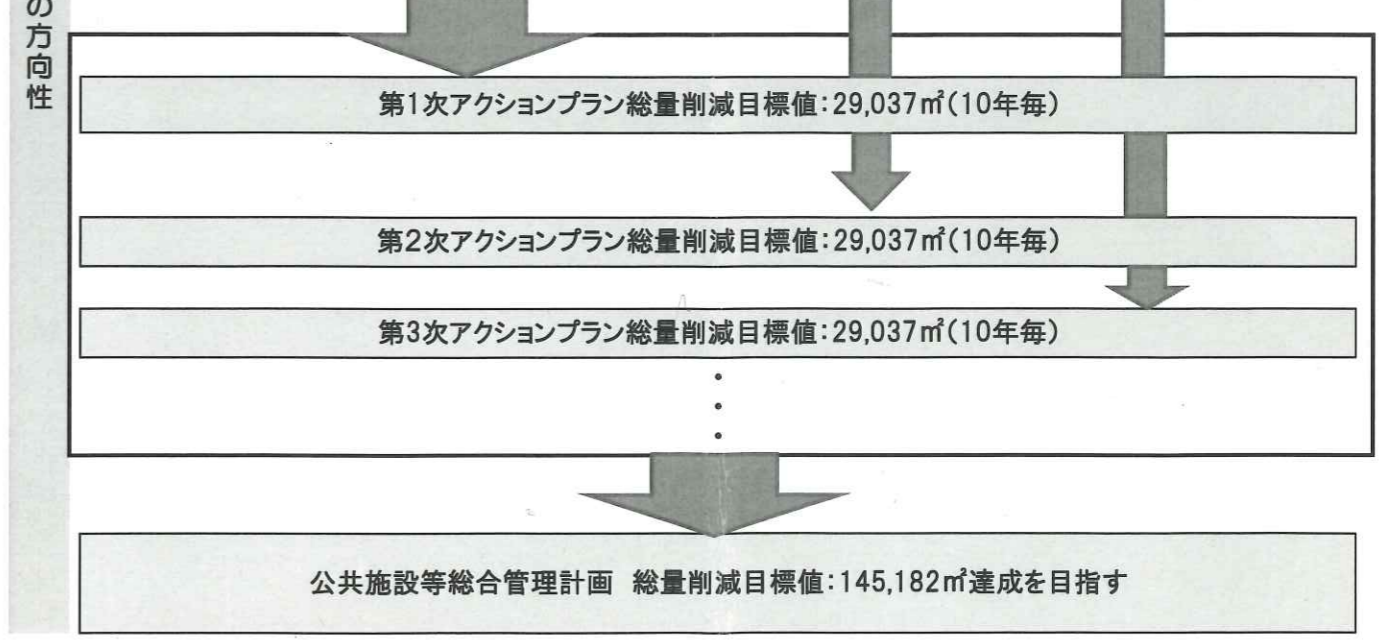 の方向性
第1次アクションプラン総量削減目標値:29,037㎡(10年毎)
第2次アクションプラン総量削減目標値:29,037㎡(10年毎)
第3次アクションプラン総量削減目標値:29,037㎡(10年毎)
・
・
・
公共施設等総合管理計画 総量削減目標値:145,182㎡達成を目指す